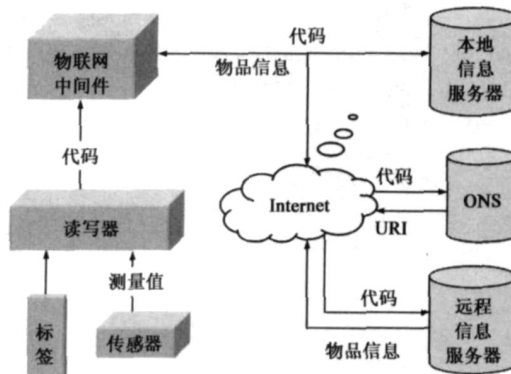 物联网
中间件
代码
物品信息
本地
信息
服务器
代码
读写器
测量值
标
签
传感器
Internet
代码
URI
ONS
代码
物品信息
远程
信息
服务器